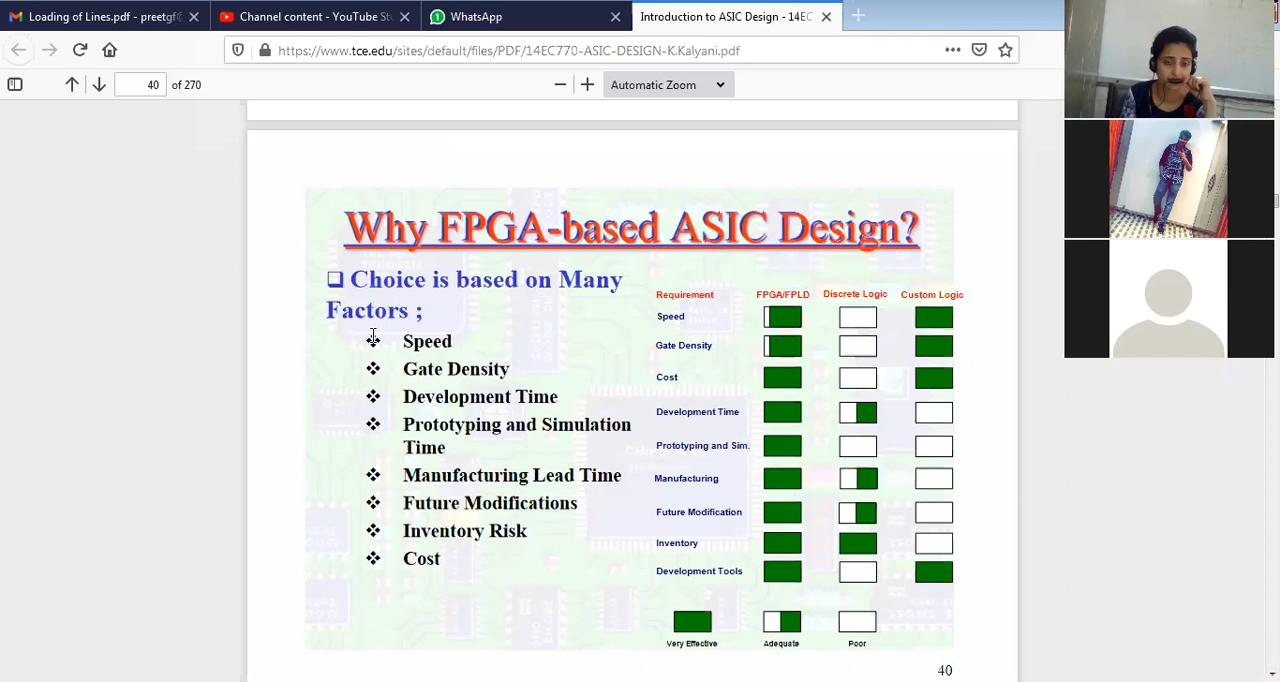 Loading of Lines.pdf - preetgf@
Channel content - YouTube St
WhatsApp
Introduction to ASIC Design - 14EC
https://www.tce.edu/sites/default/files/PDF/14EC770-ASIC-DESIGN-K.Kalyani.pdf
40 of 270
Automatic Zoom
Why FPGA-based ASIC Design?
Choice is based on Many
Factors ;
Speed
Gate Density
Development Time
Prototyping and Simulation
Time
Manufacturing Lead Time
Future Modifications
Inventory Risk
Cost
Requirement FPGA/FPLD Discrete Logic Custom Logic
Speed
Gate Density
Cost
Development Time
Prototyping and Sim.
Manufacturing
Future Modification
Inventory
Development Tools
Very Effective Adequate Poor
40